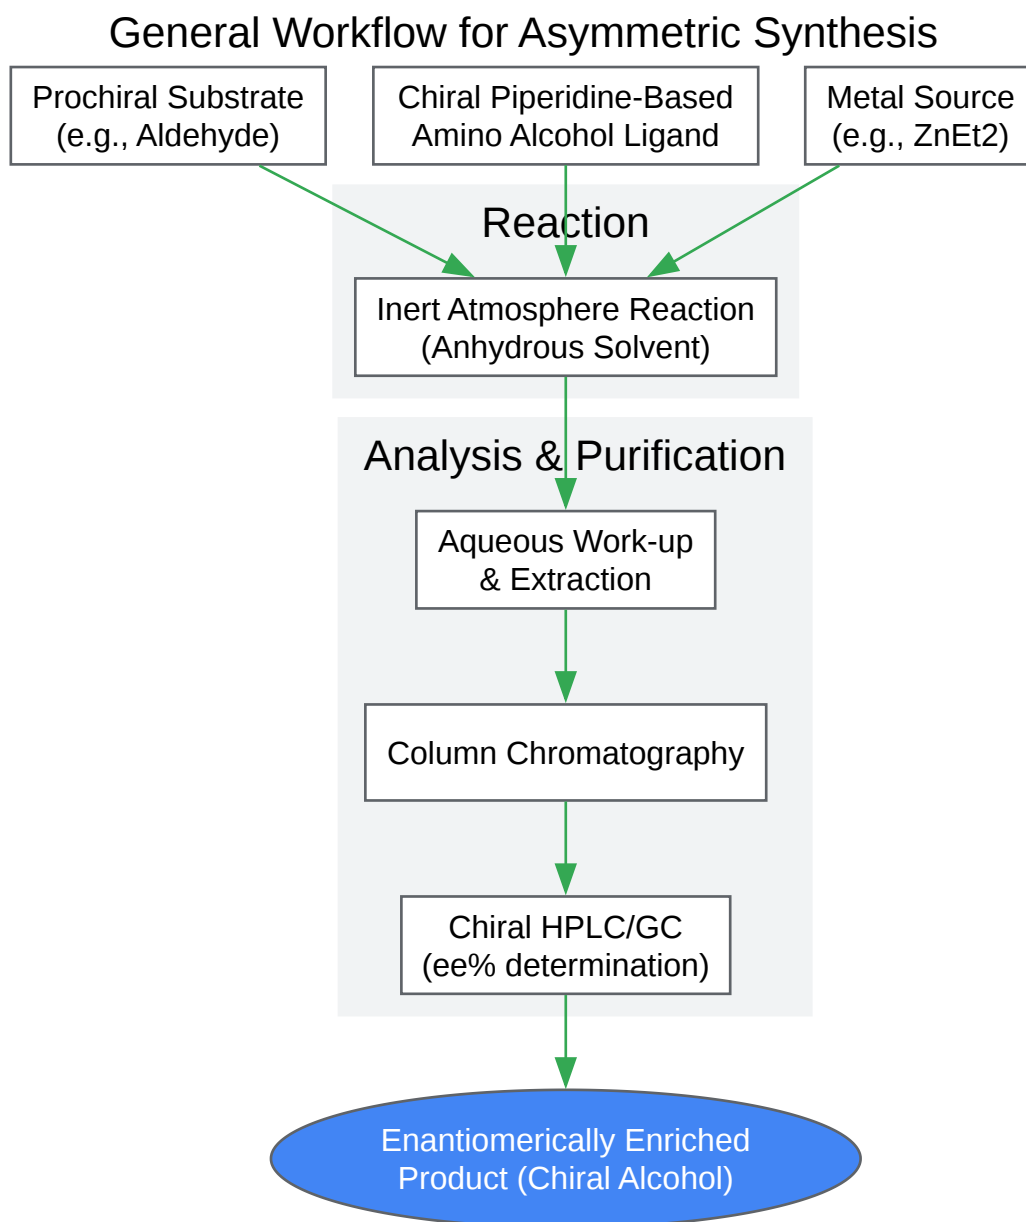 General Workflow for Asymmetric Synthesis
Prochiral Substrate
(e.g., Aldehyde)
Chiral Piperidine-Based
Amino Alcohol Ligand
Metal Source
(e.g., ZnEt2)
Reaction
Inert Atmosphere Reaction
(Anhydrous Solvent)
Analysis & Purification
Aqueous Work-up
& Extraction
Column Chromatography
Chiral HPLC/GC
(ee% determination)
Enantiomerically Enriched
Product (Chiral Alcohol)